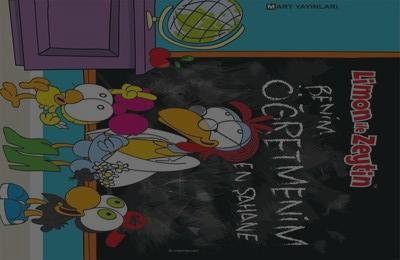 MART YAYINLARI
Limon ile Zeytin
BENİM
ÖĞRETMENİM
EN ŞAHANE